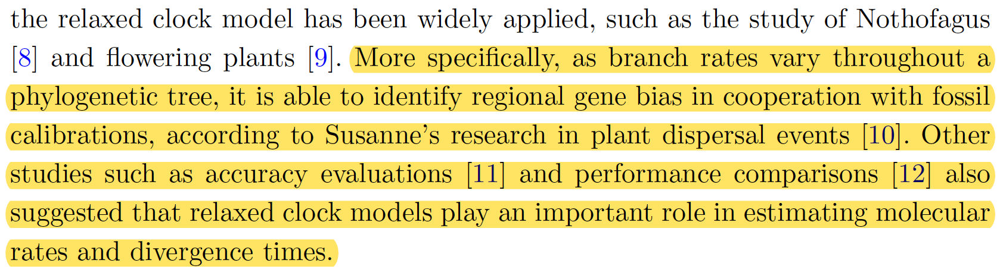 the relaxed clock model has been widely applied, such as the study of Nothofagus
[8] and flowering plants [9]. More specifically, as branch rates vary throughout a
phylogenetic tree, it is able to identify regional gene bias in cooperation with fossil
calibrations, according to Susanne's research in plant dispersal events [10]. Other
studies such as accuracy evaluations [11] and performance comparisons [12] also
suggested that relaxed clock models play an important role in estimating molecular
rates and divergence times.